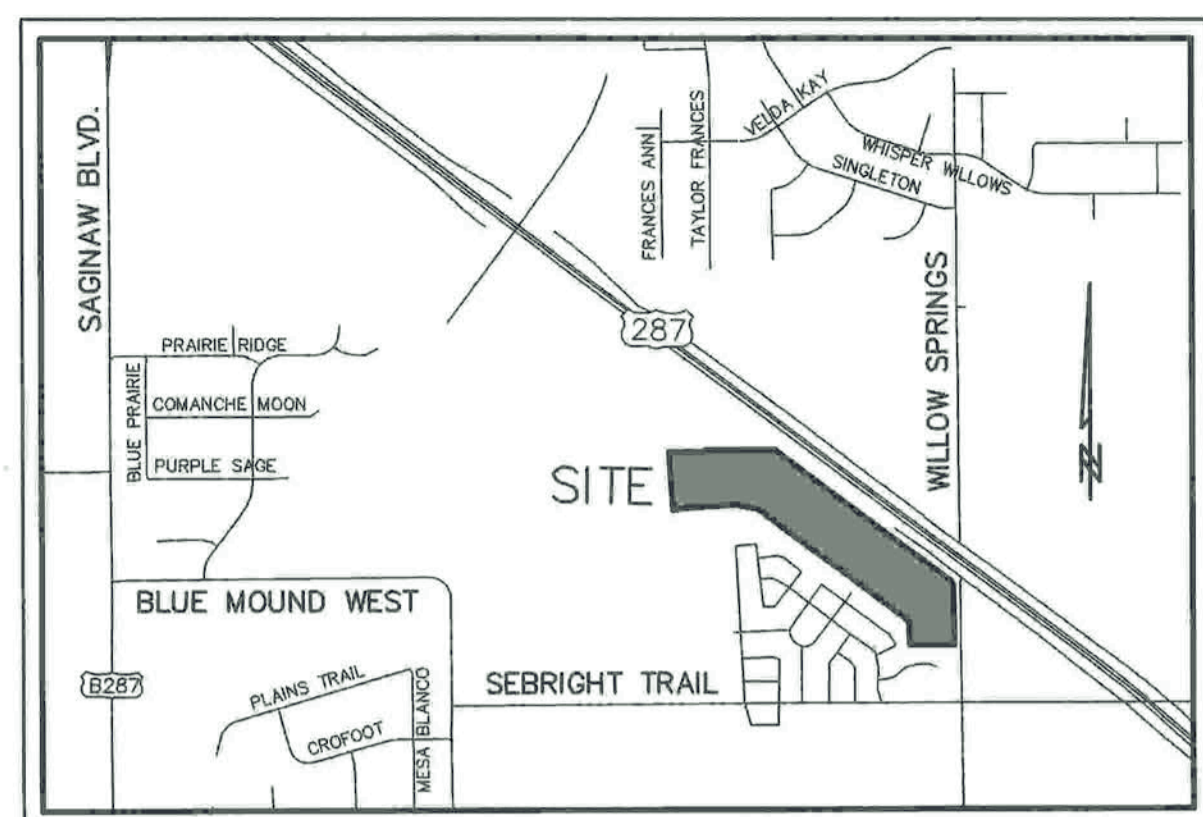 SAGINAW BLVD.
FRANCES ANN
TAYLOR FRANCES
VELDA KAY
WHISPER WILLOWS
SINGLETON
WILLOW SPRINGS
287
PRAIRIE RIDGE
BLUE PRAIRIE
COMANCHE MOON
PURPLE SAGE
SITE
N
BLUE MOUND WEST
B287
PLAINS TRAIL
CROFOOT
MESA BLANCO
SEBRIGHT TRAIL